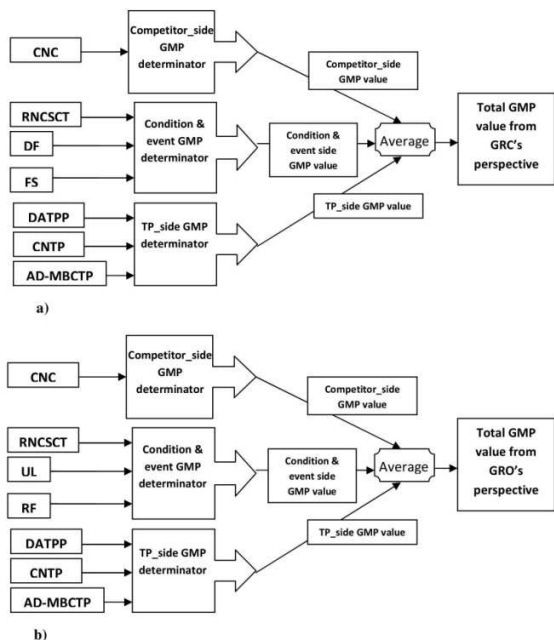 CNC
Competitor_side
GMP
determinator
Competitor_side
GMP value
RNCSCT
DF
FS
Condition &
event GMP
determinator
Condition &
event side
GMP value
Average
Total GMP
value from
GRC's
perspective
DATPP
CNTP
AD-MBCTP
TP_side GMP
determinator
TP_side GMP value
a)
CNC
Competitor_side
GMP
determinator
Competitor_side
GMP value
RNCSCT
UL
RF
Condition &
event GMP
determinator
Condition &
event side
GMP value
Average
Total GMP
value from
GRO's
perspective
DATPP
CNTP
AD-MBCTP
TP_side GMP
determinator
TP_side GMP value
b)